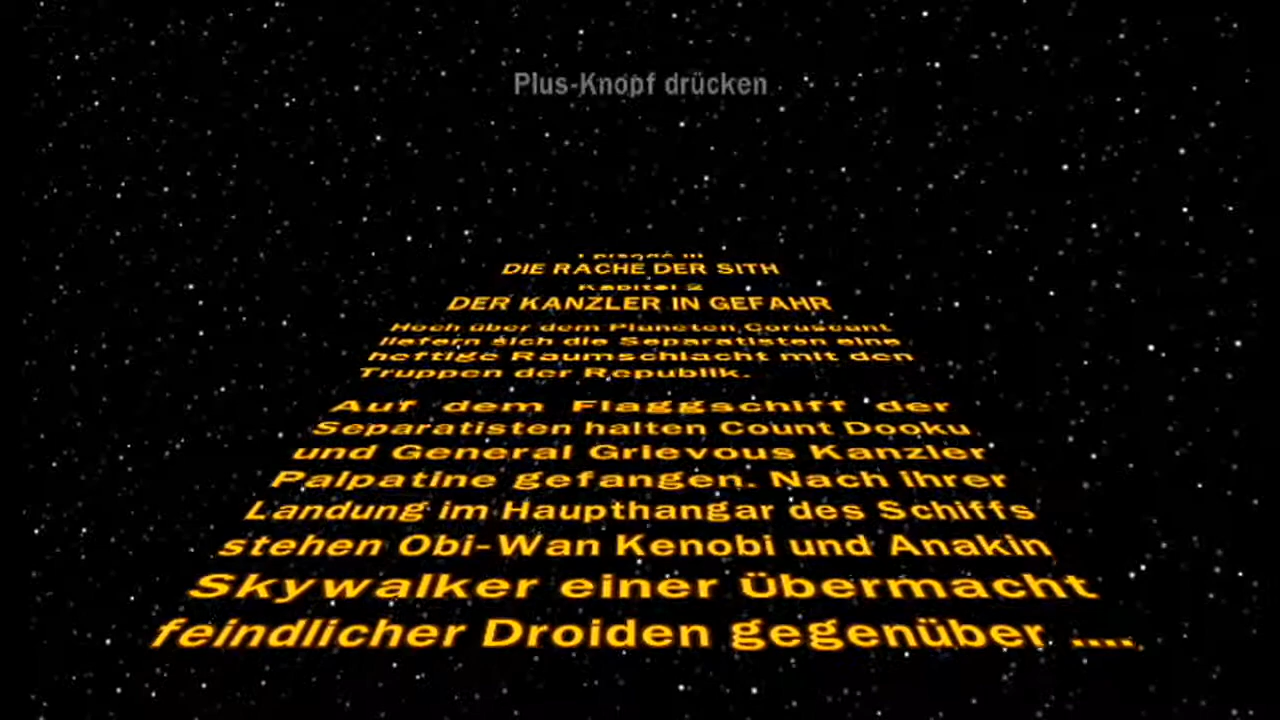 Plus-Knopf drücken
Episode III
DIE RACHE DER SITH
Kapitel 2
DER KANZLER IN GEFAHR
Hoch über dem Planeten Coruscant
liefern sich die Separatisten eine
heftige Raumschlacht mit den
Truppen der Republik.
Auf dem Flaggschiff der
Separatisten halten Count Dooku
und General Grievous Kanzler
Palpatine gefangen. Nach ihrer
Landung im Haupthangar des Schiffs
stehen Obi-Wan Kenobi und Anakin
Skywalker einer Übermacht
feindlicher Droiden gegenüber ....